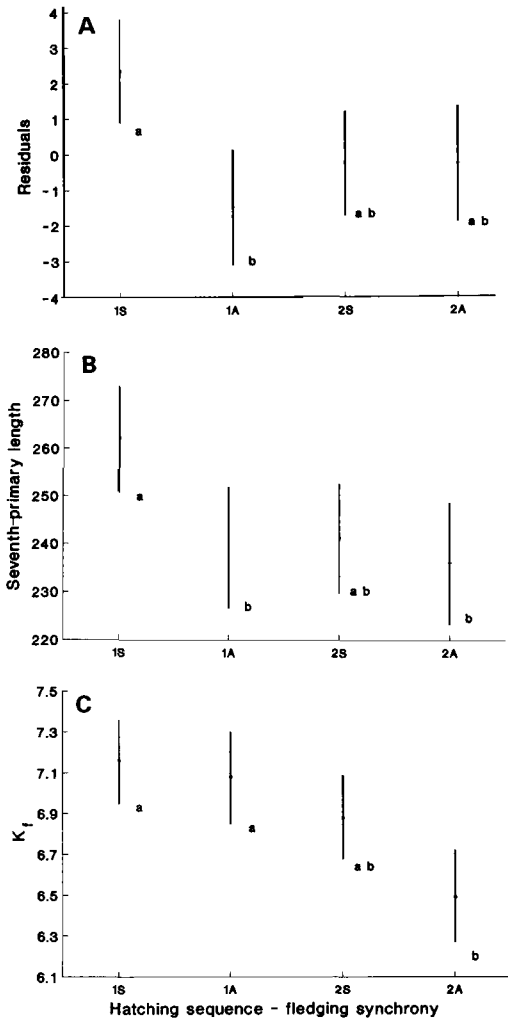 A
Residuals
4
3
2
1
0
-1
-2
-3
-4
a
b
a b
a b
1S 1A 2S 2A
B
Seventh-primary length
280
270
260
250
240
230
220
a
b
a b
b
1S 1A 2S 2A
C
Kf
7.5
7.3
7.1
6.9
6.7
6.5
6.3
6.1
a
a
a b
b
1S 1A 2S 2A
Hatching sequence - fledging synchrony